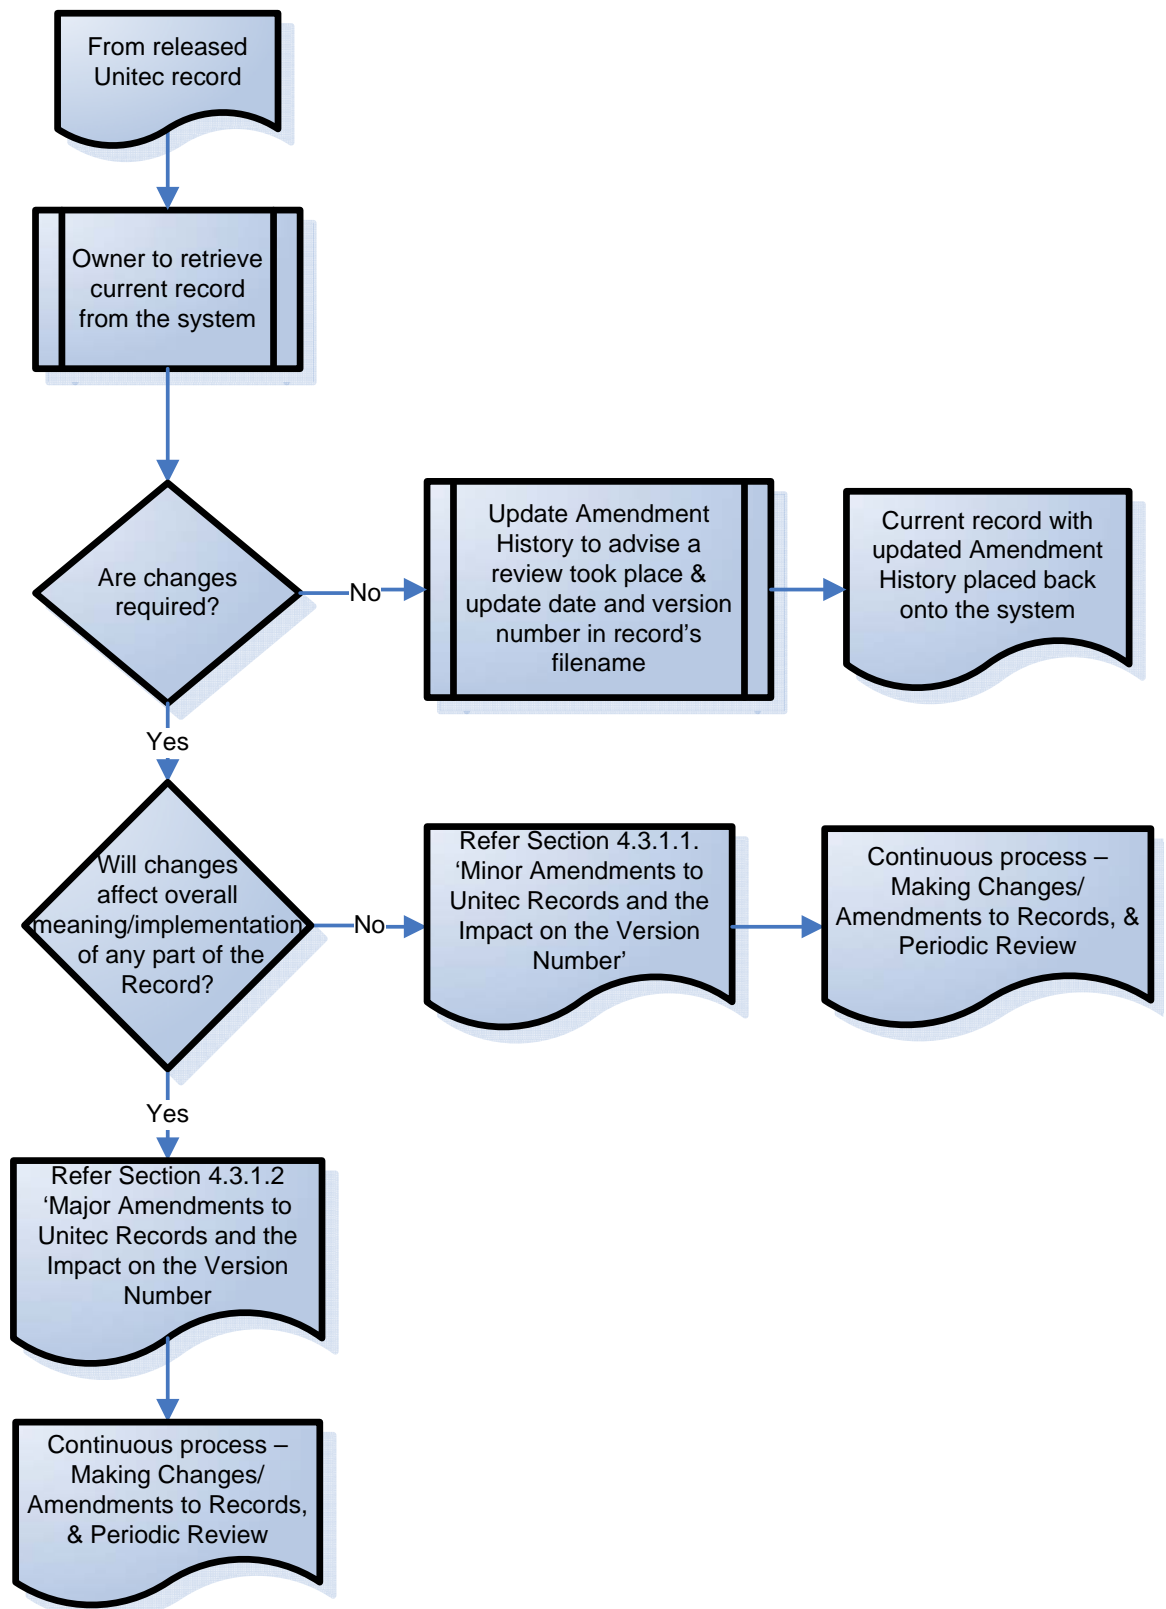 From released
Unitec record
Owner to retrieve
current record
from the system
Are changes
required?
No
Update Amendment
History to advise a
review took place &
update date and version
number in record’s
filename
Current record with
updated Amendment
History placed back
onto the system
Yes
Will changes
affect overall
meaning/implementation
of any part of the
Record?
No
Refer Section 4.3.1.1.
‘Minor Amendments to
Unitec Records and the
Impact on the Version
Number’
Continuous process –
Making Changes/
Amendments to Records, &
Periodic Review
Yes
Refer Section 4.3.1.2
‘Major Amendments to
Unitec Records and the
Impact on the Version
Number
Continuous process –
Making Changes/
Amendments to Records,
& Periodic Review